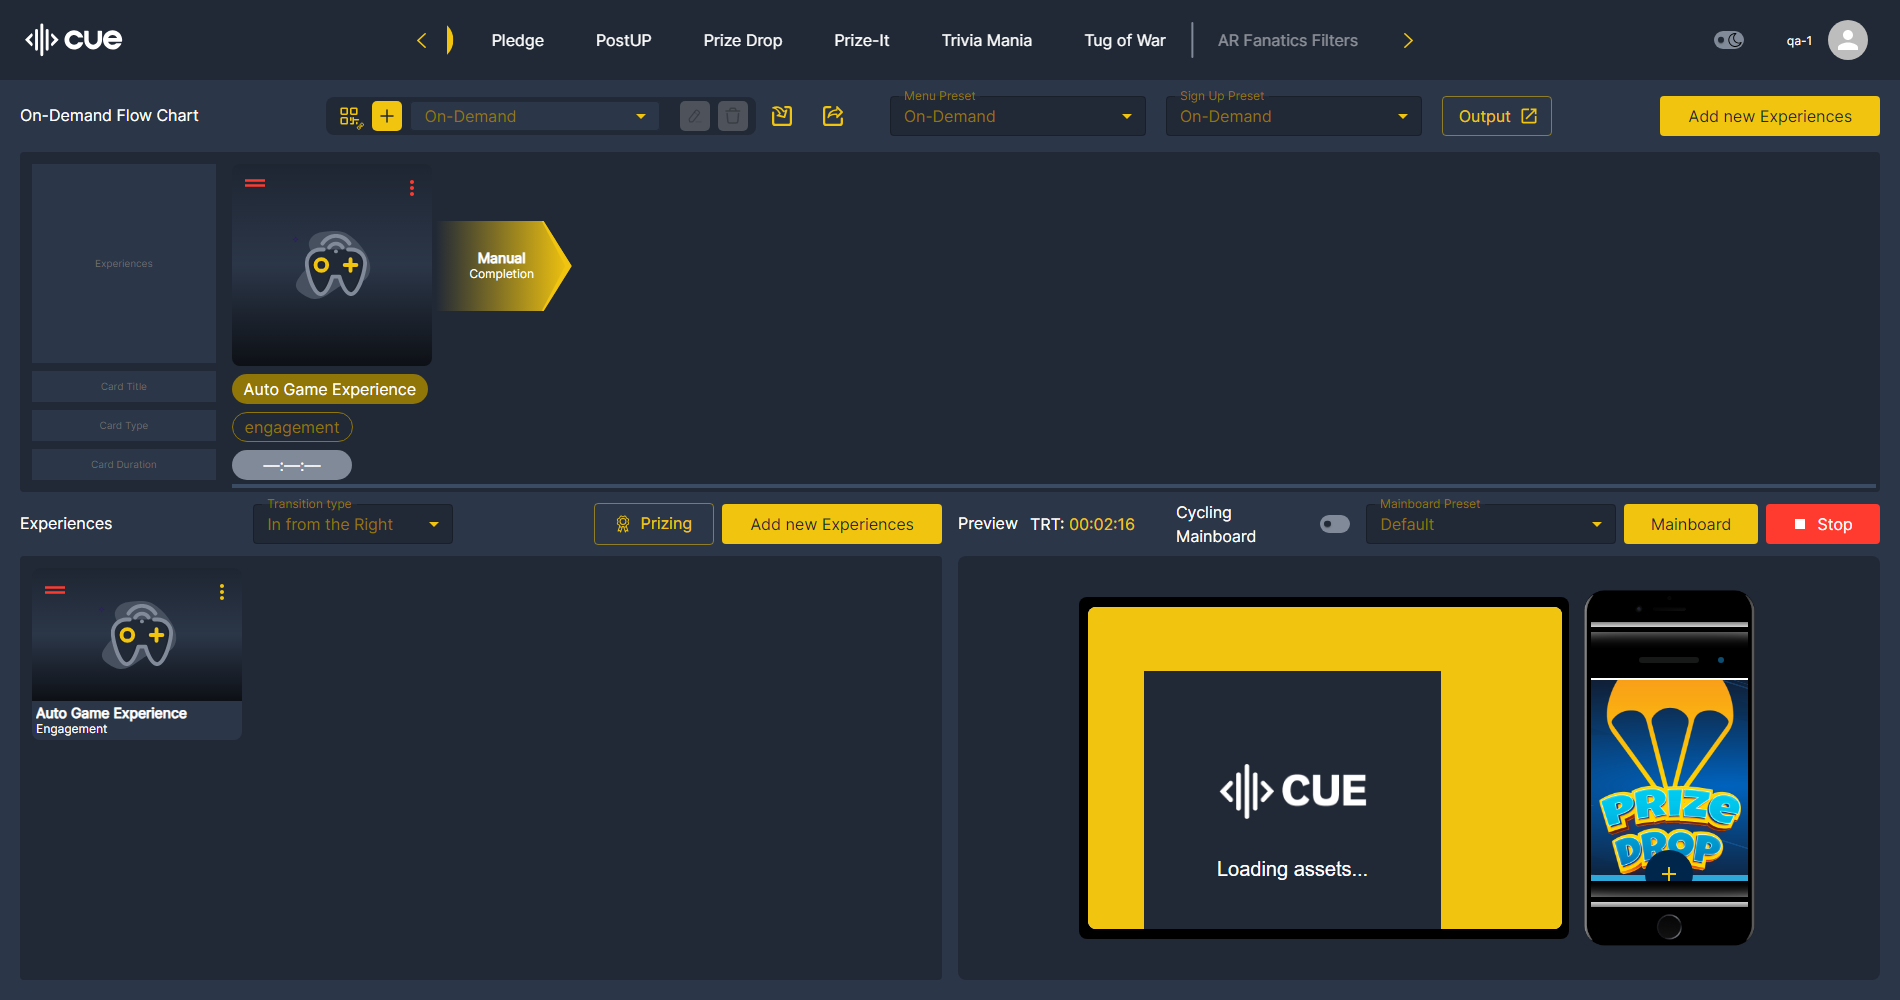 CUE
Pledge
PostUP
Prize Drop
Prize-It
Trivia Mania
Tug of War
AR Fanatics Filters
qa-1
On-Demand Flow Chart
On-Demand
Menu Preset
On-Demand
Sign Up Preset
On-Demand
Output
Add new Experiences
Experiences
Manual
Completion
Card Title
Auto Game Experience
Card Type
engagement
Card Duration
—:—:—
Experiences
Transition type
In from the Right
Prizing
Add new Experiences
Preview
TRT: 00:02:16
Cycling
Mainboard
Mainboard Preset
Default
Mainboard
Stop
Auto Game Experience
Engagement
CUE
Loading assets...
PRIZE
DROP